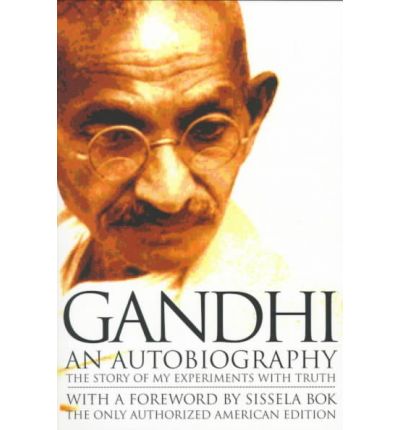 GANDHI
AN AUTOBIOGRAPHY
THE STORY OF MY EXPERIMENTS WITH TRUTH
WITH A FOREWORD BY SISSELA BOK
THE ONLY AUTHORIZED AMERICAN EDITION